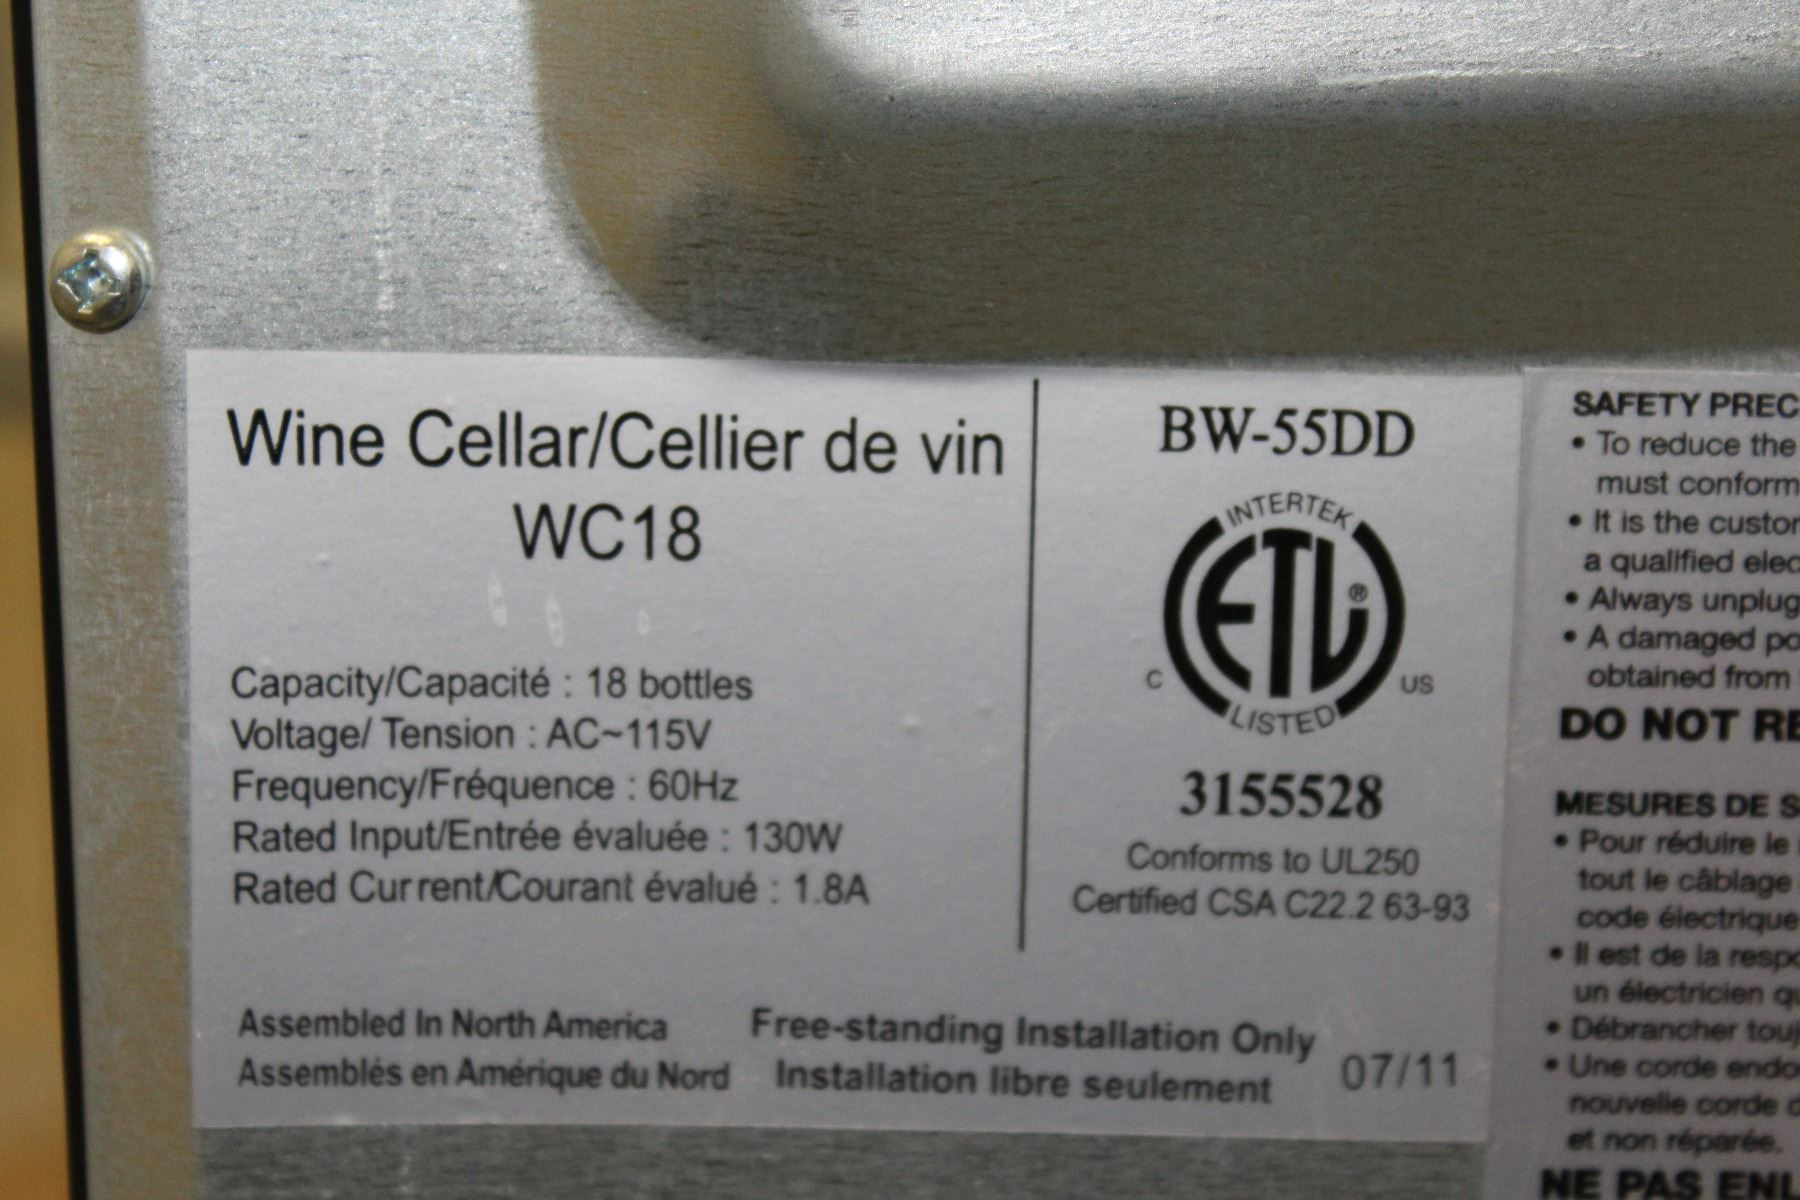 Wine Cellar/Cellier de vin
WC18
Capacity/Capacité : 18 bottles
Voltage/ Tension : AC~115V
Frequency/Fréquence : 60Hz
Rated Input/Entrée évaluée : 130W
Rated Current/Courant évalué : 1.8A
Assembled In North America
Assemblés en Amérique du Nord
Free-standing Installation Only
Installation libre seulement
07/11
BW-55DD
INTERTEK
ETL®
C US
LISTED
3155528
Conforms to UL250
Certified CSA C22.2 63-93
SAFETY PREC
• To reduce the
must conform
• It is the custo
a qualified elec
• Always unplug
• A damaged po
obtained from
DO NOT RE
MESURES DE S
• Pour réduire le
tout le câblage
code électrique
• Il est de la resp
un électricien qu
• Débrancher touj
• Une corde endo
nouvelle corde
et non réparée.
NE PAS ENL